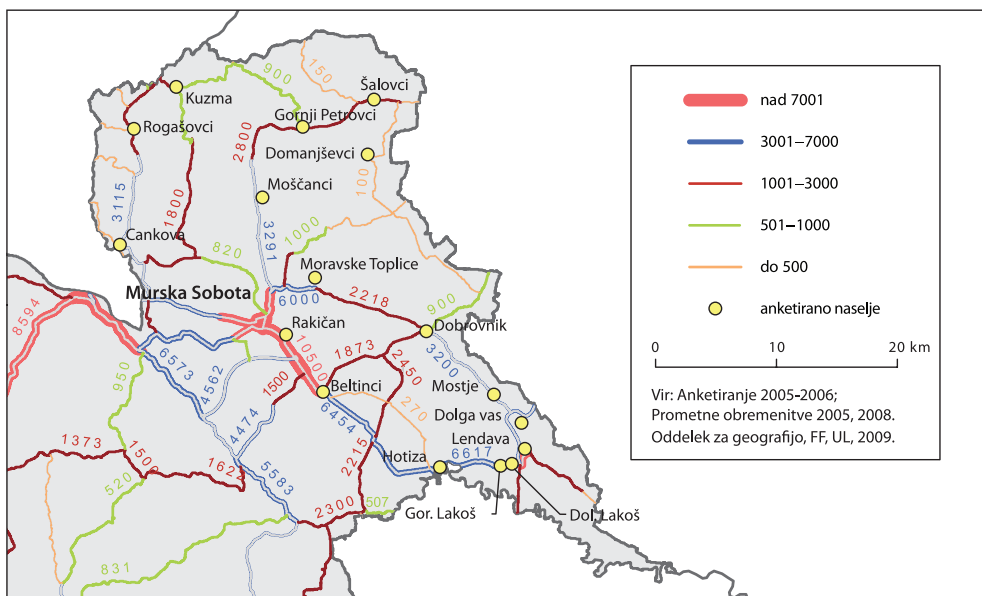 150
900
Šalovci
Kuzma
Gornji Petrovci
Rogašovci
2800
Domanjševci
100
Moščanci
3115
1800
3291
1000
Cankova
820
Moravske Toplice
Murska Sobota
6000
2218
900
8594
Rakičan
10500
Dobrovnik
6573
1873
3200
950
4562
1500
2450
Beltinci
Mostje
270
6454
Dolga vas
4474
Lendava
1373
Hotiza
6617
1500
1622
2215
520
5583
2300
507
Gor. Lakoš
Dol. Lakoš
831
nad 7001
3001–7000
1001–3000
501–1000
do 500
anketirano naselje
0 10 20 km
Vir: Anketiranje 2005-2006;
Prometne obremenitve 2005, 2008.
Oddelek za geografijo, FF, UL, 2009.